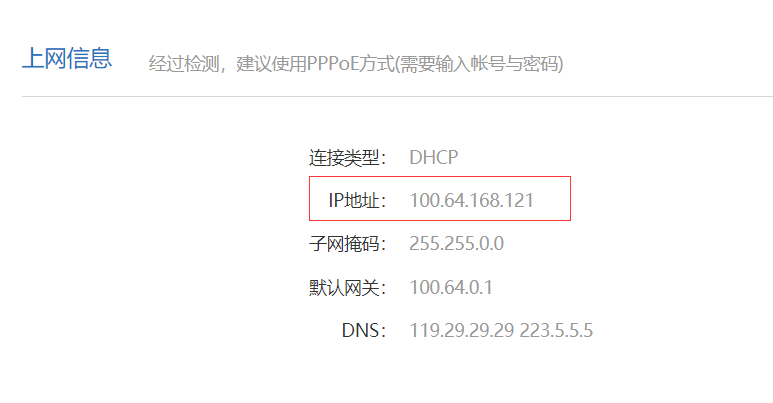 上网信息 经过检测，建议使用PPPoE方式(需要输入帐号与密码)
连接类型： DHCP
IP地址： 100.64.168.121
子网掩码： 255.255.0.0
默认网关： 100.64.0.1
DNS： 119.29.29.29 223.5.5.5